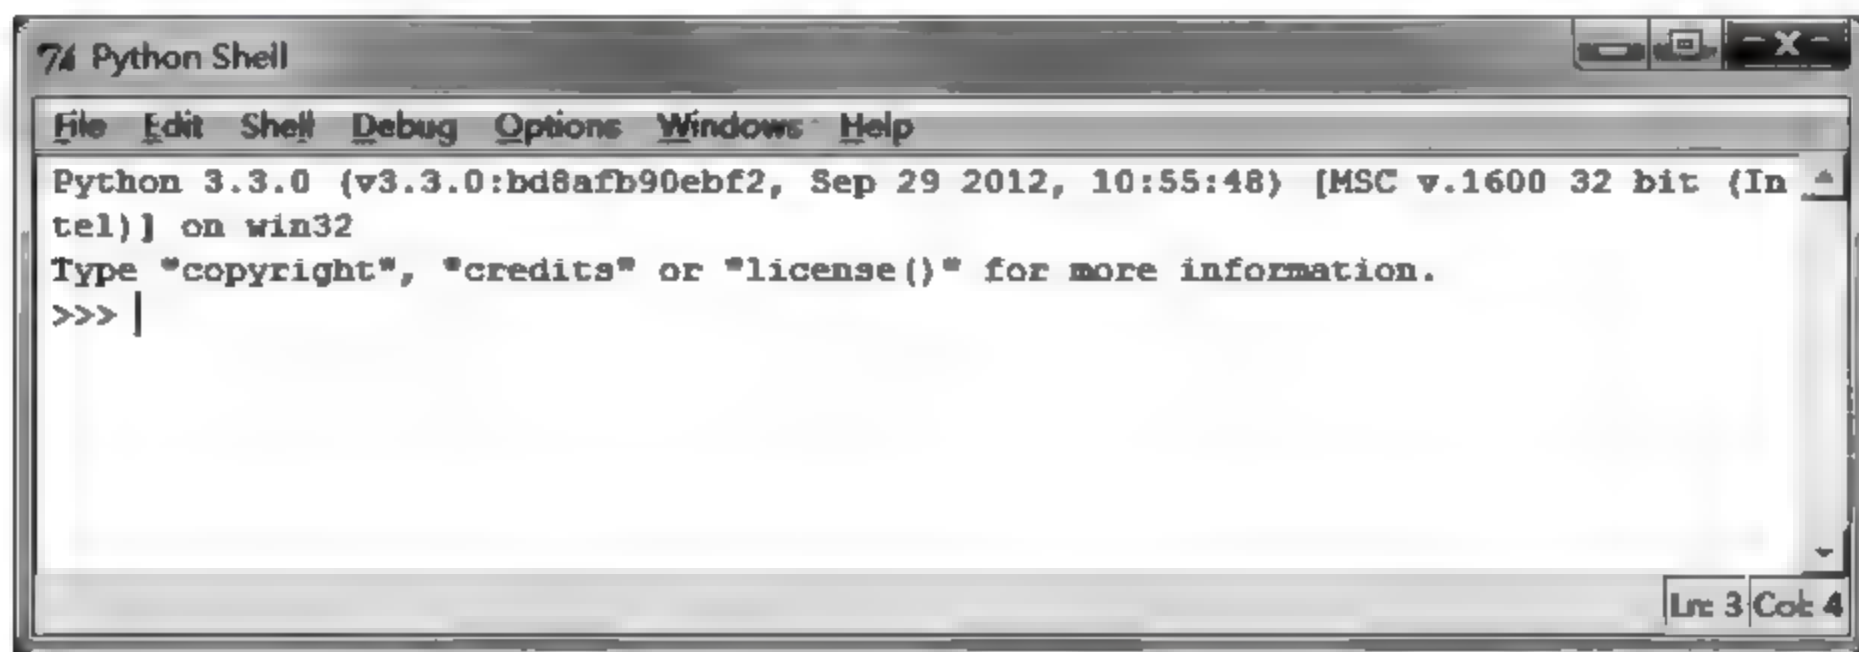 Python Shell
File Edit Shell Debug Options Windows Help
Python 3.3.0 (v3.3.0:bd8afb90ebf2, Sep 29 2012, 10:55:48) [MSC v.1600 32 bit (In
tel)] on win32
Type "copyright", "credits" or "license()" for more information.
>>>
Ln: 3 Col: 4